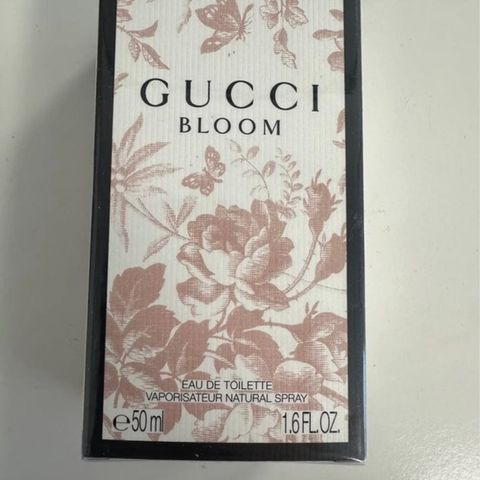 GUCCI
BLOOM
EAU DE TOILETTE
VAPORISATEUR NATURAL SPRAY
℮50 ml 1.6 FL.OZ.